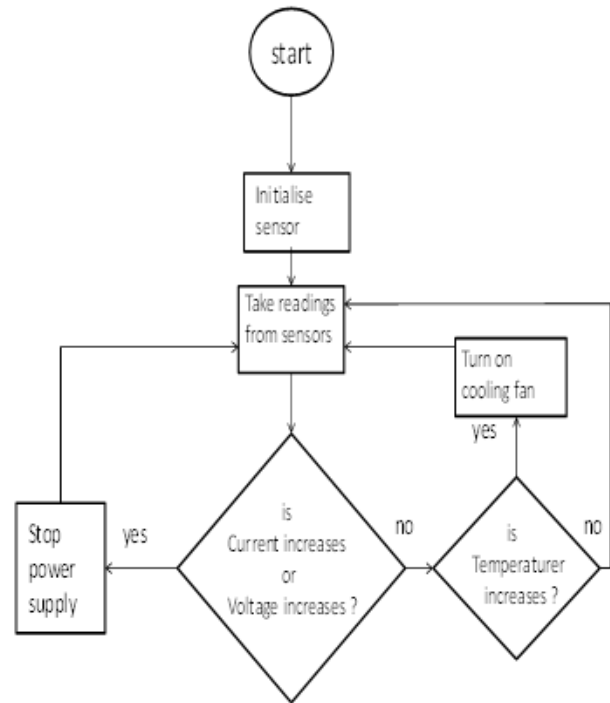 start
Initialise
sensor
Take readings
from sensors
Turn on
cooling fan
yes
Stop
power
supply
yes
is
Current increases
or
Voltage increases ?
no
is
Temperaturer
increases ?
no